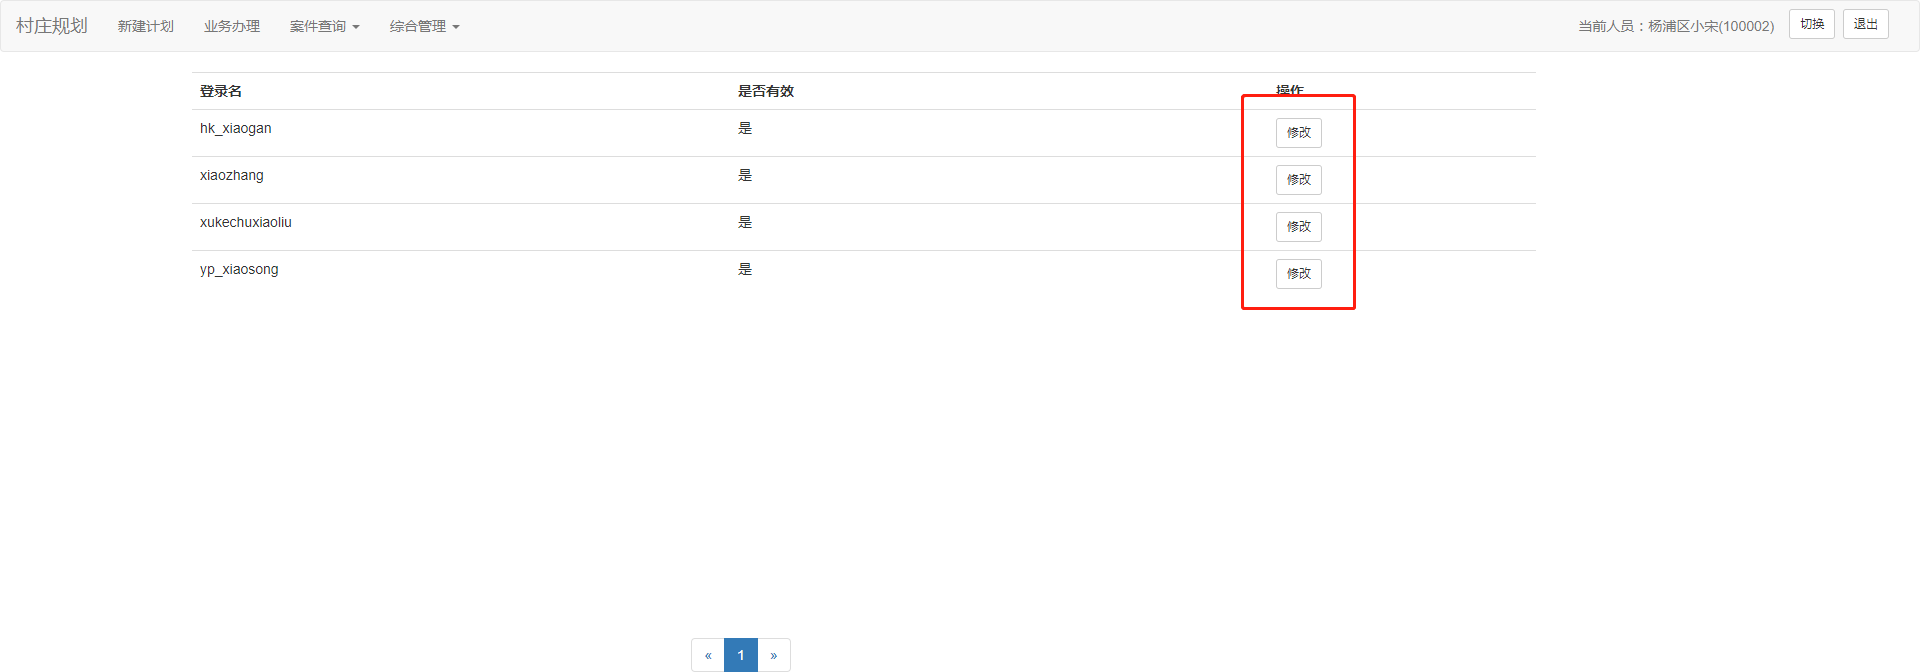 村庄规划 新建计划 业务办理 案件查询 综合管理 当前人员：杨浦区小宋(100002) 切换 退出
登录名 是否有效 操作
hk_xiaogan 是 修改
xiaozhang 是 修改
xukechuxiaoliu 是 修改
yp_xiaosong 是 修改
« 1 »